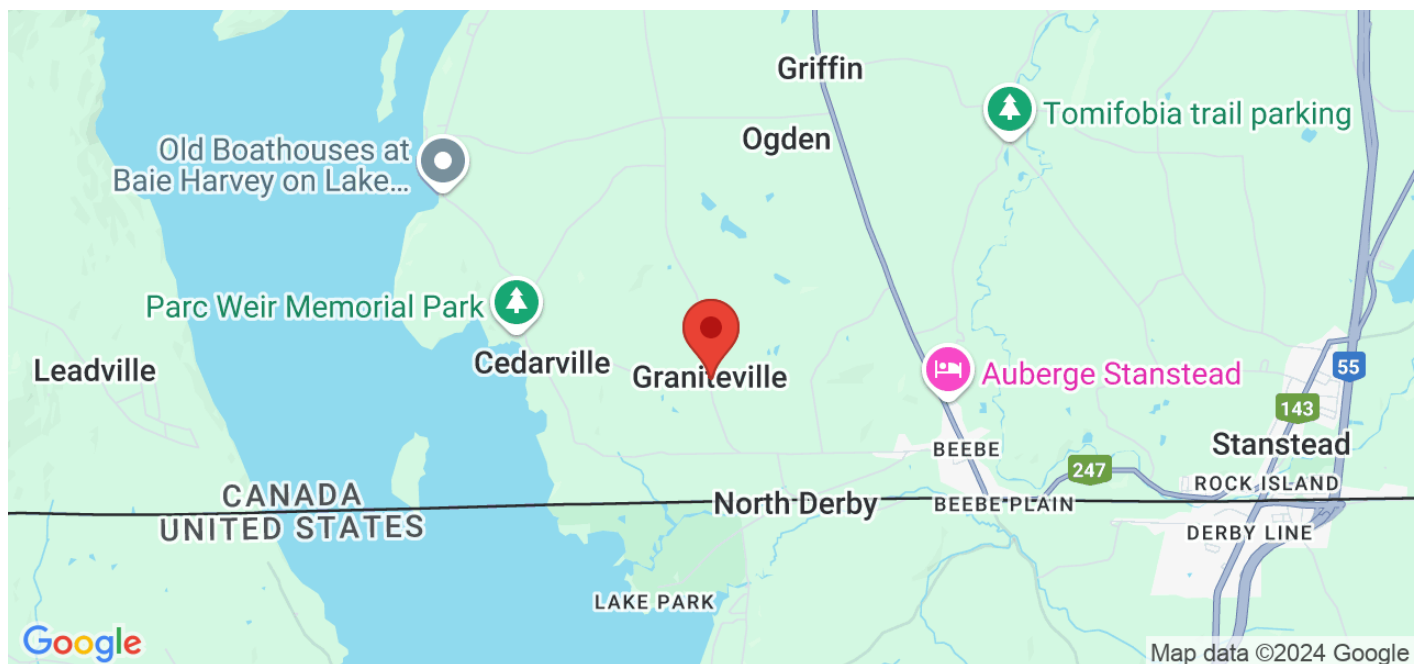 Griffin
Tomifobia trail parking
Ogden
Old Boathouses at
Baie Harvey on Lake...
Parc Weir Memorial Park
Cedarville
Leadville
Graniteville
Auberge Stanstead
55
143
Stanstead
BEEBE
247
ROCK ISLAND
CANADA
UNITED STATES
North Derby
BEEBE PLAIN
DERBY LINE
LAKE PARK
Google
Map data ©2024 Google